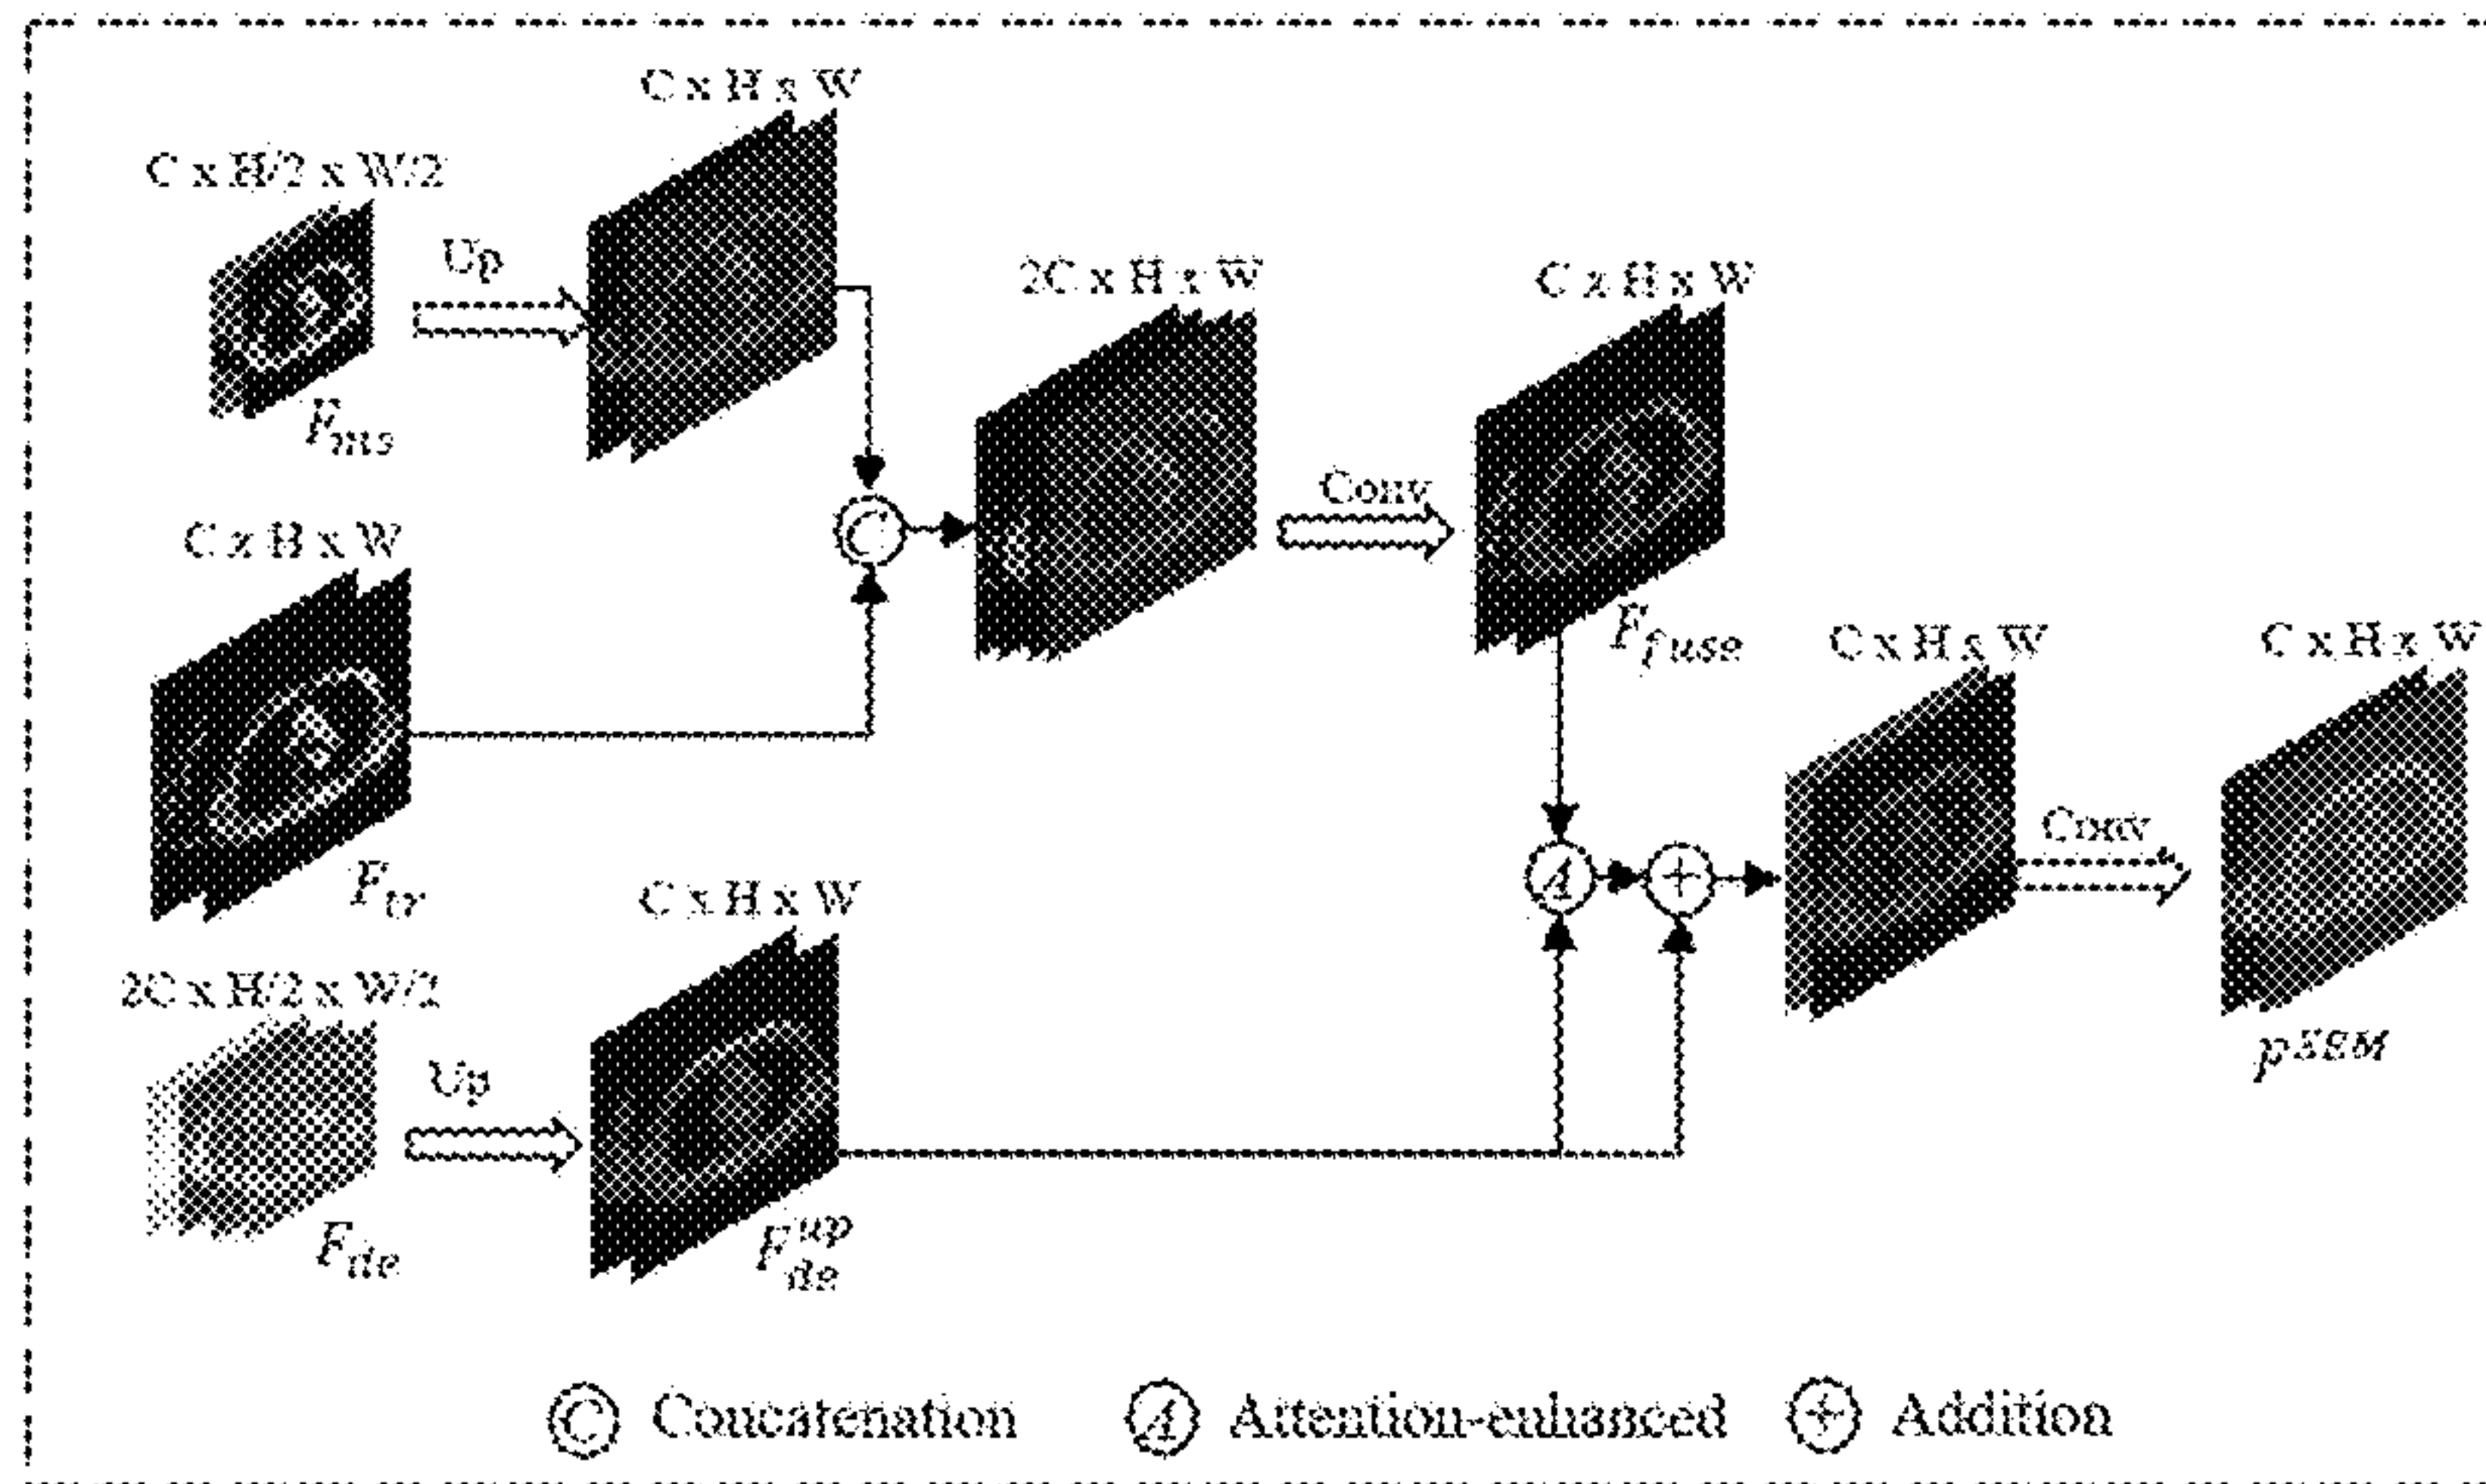 C x H x W
C x H/2 x W/2
Up
F_ms
2C x H x W
C x H x W
Conv
C x H x W
F_fuse
C x H x W
C x H x W
F_tr
Conv
C x H x W
2C x H/2 x W/2
Up
F_de
F_de^up
C
A
+
C Concatenation
A Attention-enhanced
+ Addition